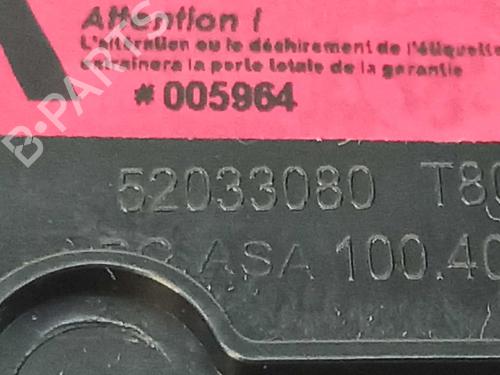 Attention !
L'altération ou le déchirement de l'étiquette
entraînera la perte totale de la garantie
# 005964
B-PARTS
52033080
ASA 100.40